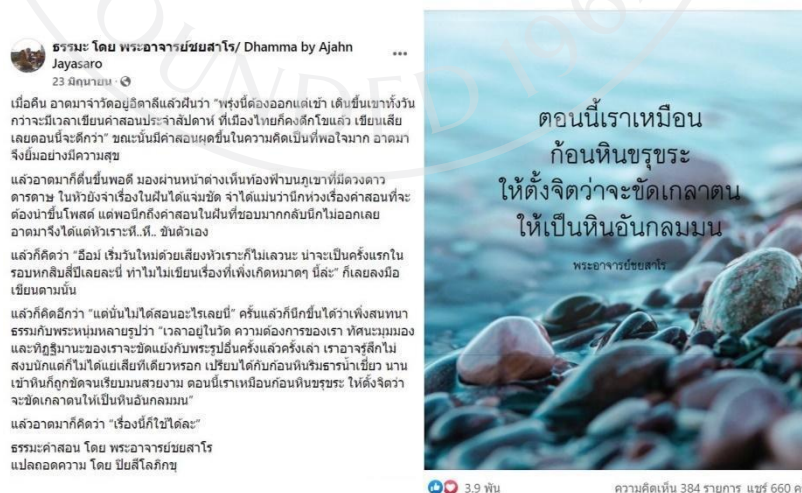 ธรรมะ โดย พระอาจารย์ชยสาโร/ Dhamma by Ajahn
Jayasaro
23 มิถุนายน
เมื่อคืน อาตมาจำวัดอยู่อิตาลีแล้วฝันว่า “พรุ่งนี้ต้องออกแต่เช้า เดินขึ้นเขาทั้งวัน
กว่าจะมีเวลาเขียนคำสอนประจำสัปดาห์ ที่เมืองไทยก็คงดึกโขแล้ว เขียนเสีย
เลยตอนนี้จะดีกว่า” ขณะนั้นมีคำสอนผุดขึ้นในความคิดเป็นที่พอใจมาก อาตมา
จึงยิ้มอย่างมีความสุข
แล้วอาตมาก็ตื่นขึ้นพอดี มองผ่านหน้าต่างเห็นท้องฟ้าบนภูเขาที่มีดวงดาว
ดารดาษ ในหัวยังจำเรื่องในฝันได้แจ่มชัด จำได้แม่นว่านึกห่วงเรื่องคำสอนที่จะ
ต้องนำขึ้นโพสต์ แต่พอนึกถึงคำสอนในฝันที่ชอบมากกลับนึกไม่ออกเลย
อาตมาจึงได้แต่หัวเราะหึ..หึ.. ขันตัวเอง
แล้วก็คิดว่า “อืมม์ เริ่มวันใหม่ด้วยเสียงหัวเราะก็ไม่เลวนะ น่าจะเป็นครั้งแรกใน
รอบหกสิบสี่ปีเลยละนี่ ทำไมไม่เขียนเรื่องที่เพิ่งเกิดหมาดๆ นี้ล่ะ” ก็เลยลงมือ
เขียนตามนั้น
แล้วก็คิดอีกว่า “แต่นั่นไม่ได้สอนอะไรเลยนี่” ครั้นแล้วก็นึกขึ้นได้ว่าเพิ่งสนทนา
ธรรมกับพระหนุ่มหลายรูปว่า “เวลาอยู่ในวัด ความต้องการของเรา ทัศนะมุมมอง
และทิฏฐิมานะของเราจะขัดแย้งกับพระรูปอื่นครั้งแล้วครั้งเล่า เราอาจรู้สึกไม่
สงบนักแต่ก็ไม่ได้แย่เสียทีเดียวหรอก เปรียบได้กับก้อนหินริมธารน้ำเชี่ยว นาน
เข้าหินก็ถูกขัดจนเรียบมนสวยงาม ตอนนี้เราเหมือนก้อนหินขรุขระ ให้ตั้งจิตว่า
จะขัดเกลาตนให้เป็นหินอันกลมมน”
แล้วอาตมาก็คิดว่า “เรื่องนี้ก็ใช้ได้ละ”
ธรรมะคำสอน โดย พระอาจารย์ชยสาโร
แปลถอดความ โดย ปิยสีโลภิกขุ
ตอนนี้เราเหมือน
ก้อนหินขรุขระ
ให้ตั้งจิตว่าจะขัดเกลาตน
ให้เป็นหินอันกลมมน
พระอาจารย์ชยสาโร
3.9 พัน
ความคิดเห็น 384 รายการ แชร์ 660